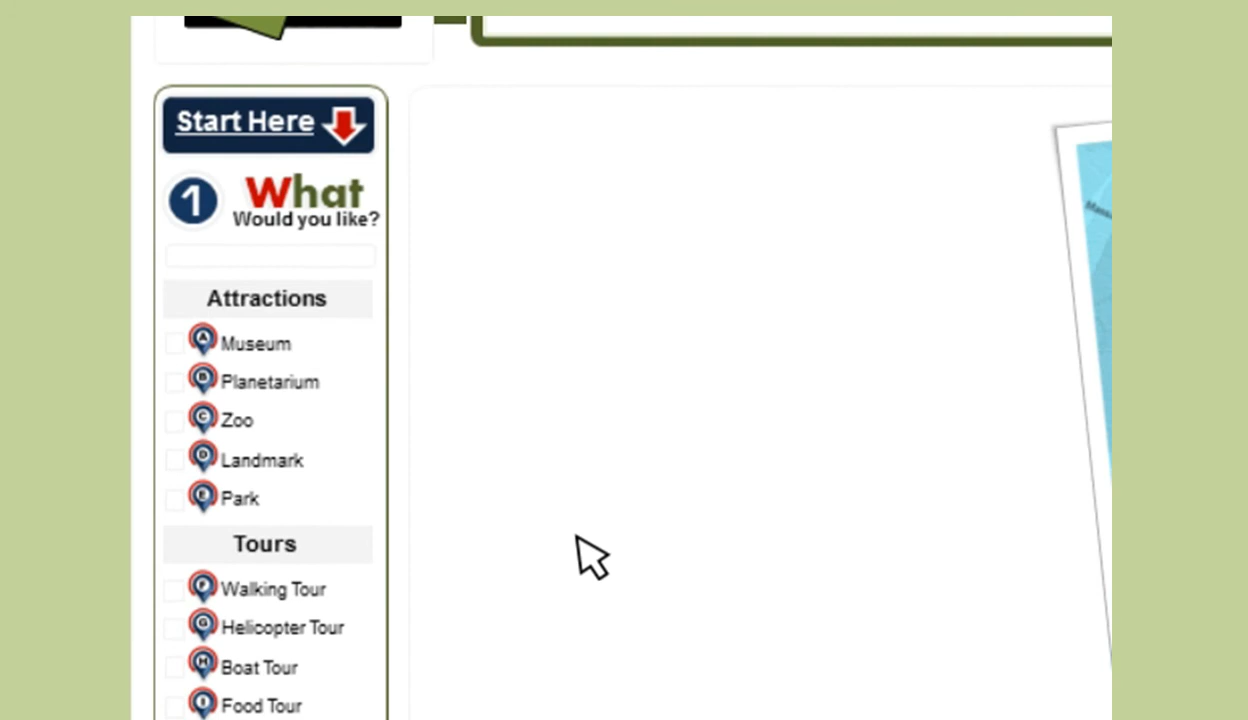 Start Here
1
What
Would you like?
Attractions
A Museum
B Planetarium
C Zoo
D Landmark
E Park
Tours
F Walking Tour
G Helicopter Tour
H Boat Tour
I Food Tour